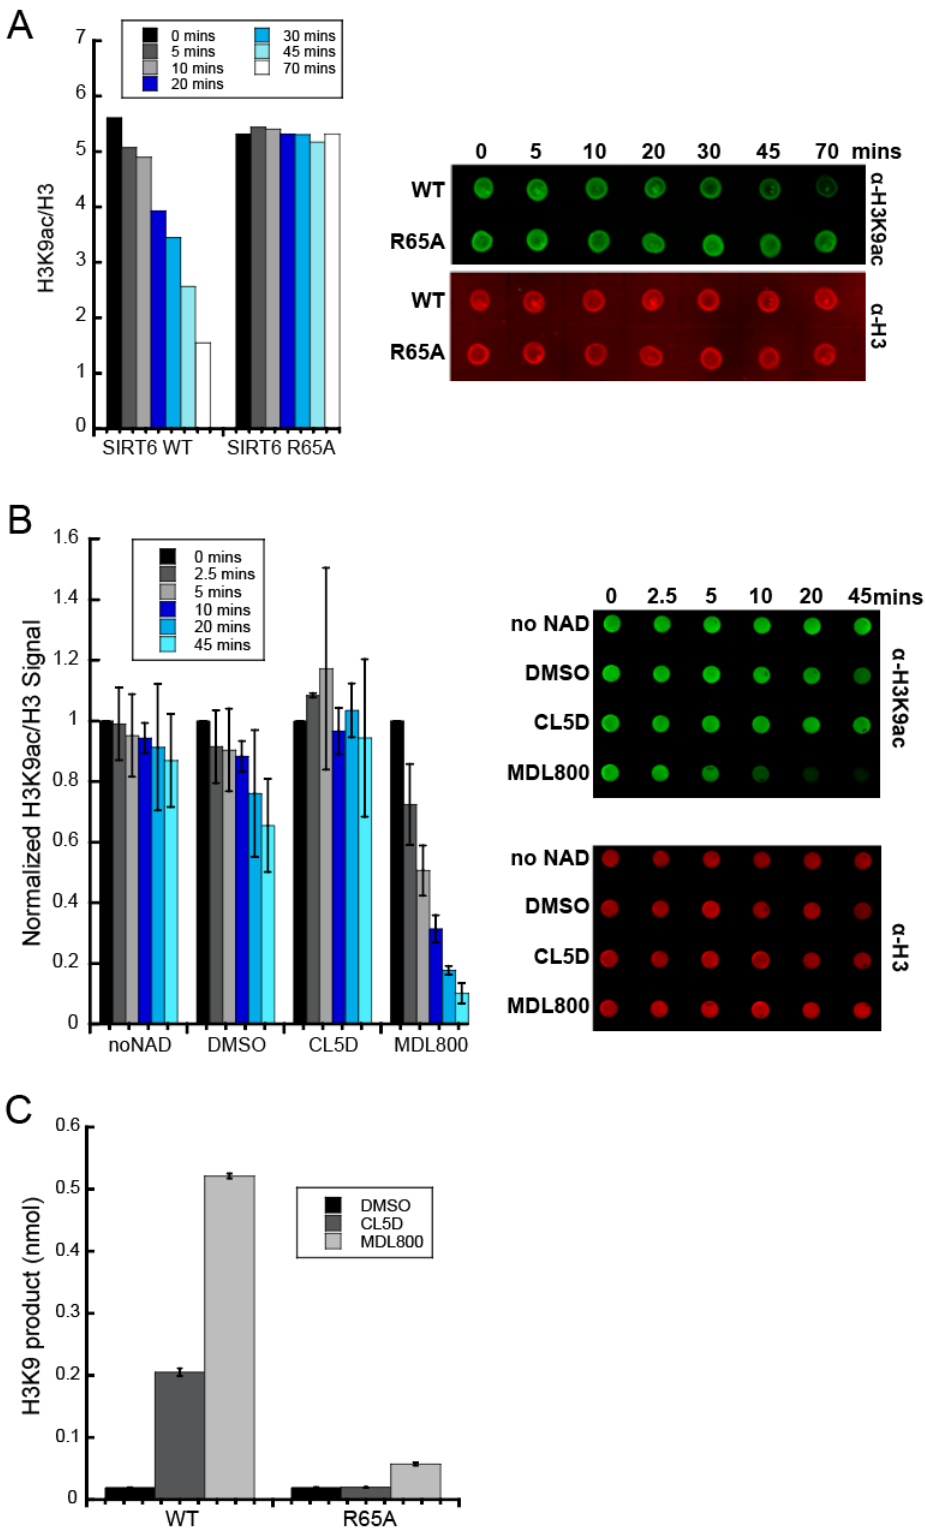 A
7
6
5
4
3
2
1
0
H3K9ac/H3
0 mins
5 mins
10 mins
20 mins
30 mins
45 mins
70 mins
SIRT6 WT
SIRT6 R65A
0 5 10 20 30 45 70 mins
WT
R65A
α-H3K9ac
WT
R65A
α-H3
B
1.6
1.4
1.2
1
0.8
0.6
0.4
0.2
0
Normalized H3K9ac/H3 Signal
0 mins
2.5 mins
5 mins
10 mins
20 mins
45 mins
noNAD
DMSO
CL5D
MDL800
0 2.5 5 10 20 45mins
no NAD
DMSO
CL5D
MDL800
α-H3K9ac
no NAD
DMSO
CL5D
MDL800
α-H3
C
0.6
0.5
0.4
0.3
0.2
0.1
0
H3K9 product (nmol)
DMSO
CL5D
MDL800
WT
R65A